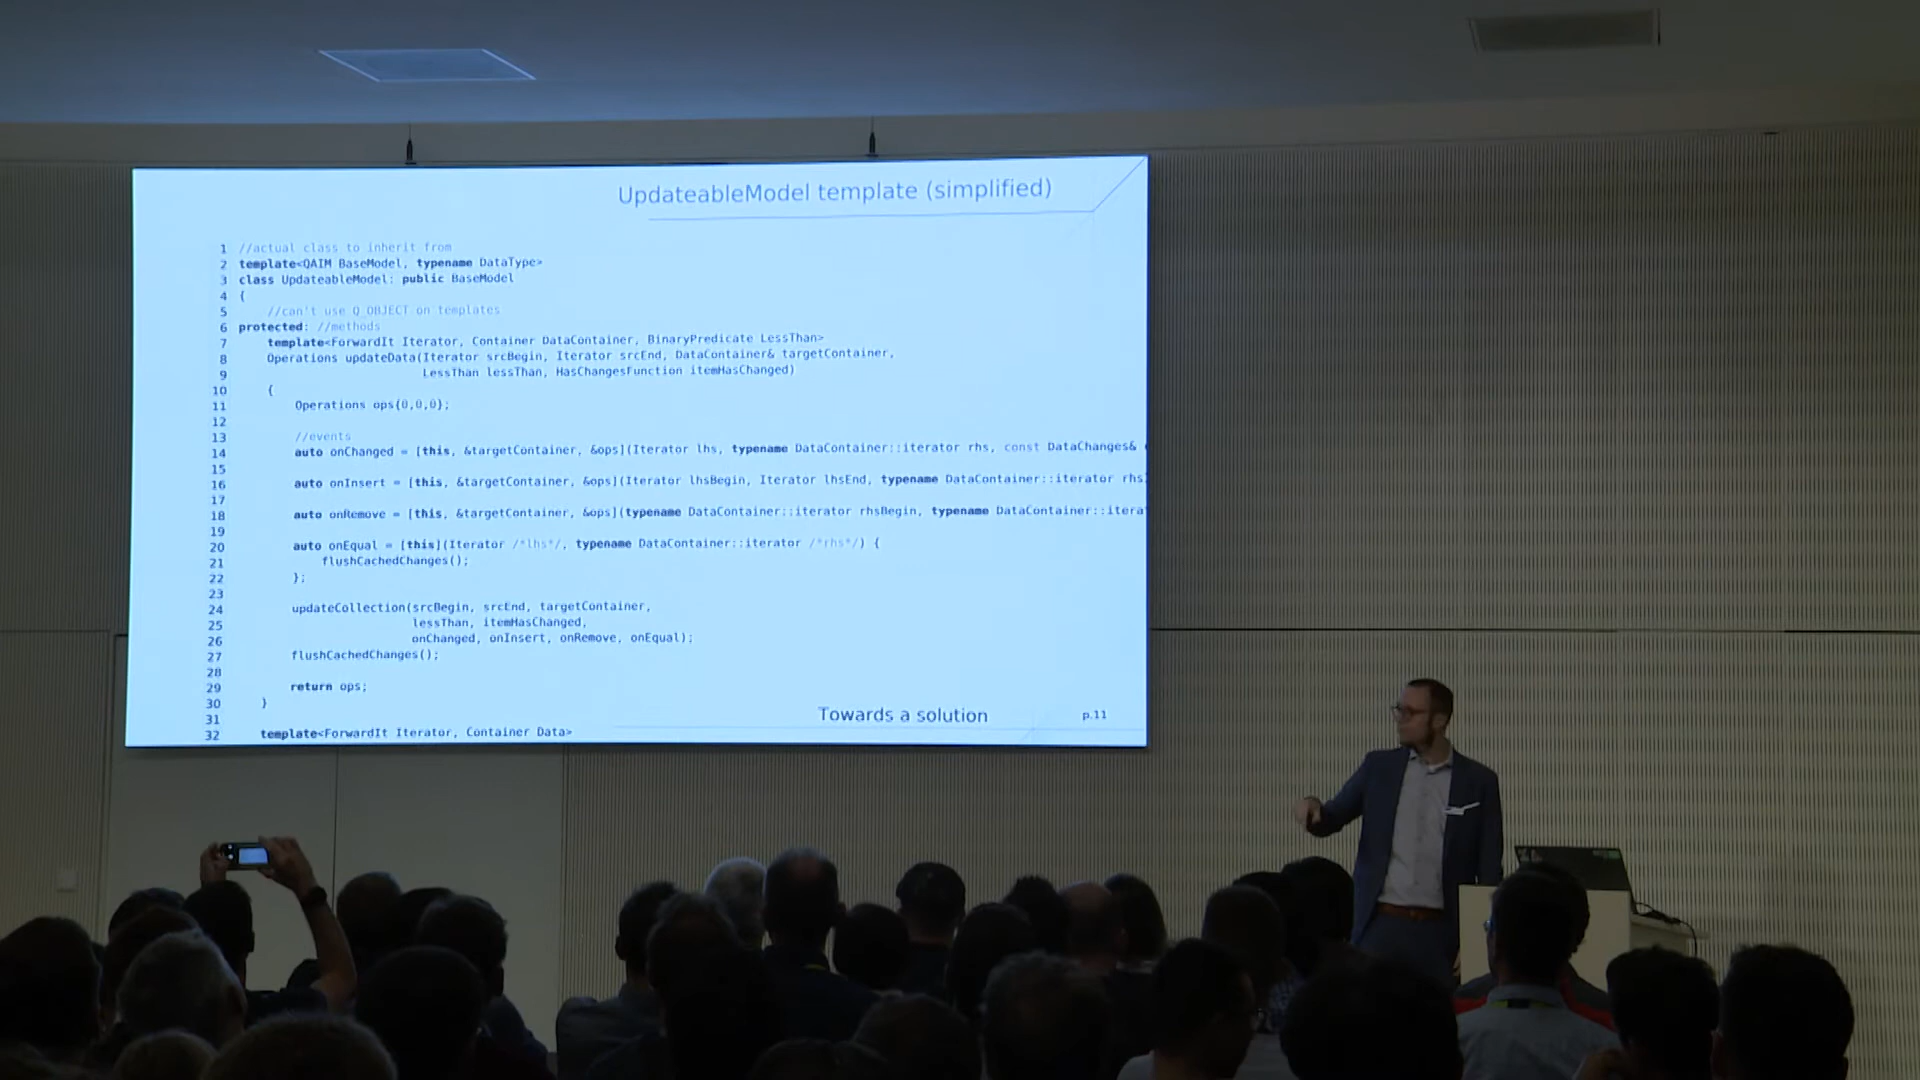 UpdateableModel template (simplified)
1 //actual class to inherit from
2 template<QAIM BaseModel, typename DataType>
3 class UpdateableModel: public BaseModel
4 {
5 //can't use Q_OBJECT on templates
6 protected: //methods
7 template<ForwardIt Iterator, Container DataContainer, BinaryPredicate LessThan>
8 Operations updateData(Iterator srcBegin, Iterator srcEnd, DataContainer& targetContainer,
9 LessThan lessThan, HasChangesFunction itemHasChanged)
10 {
11 Operations ops{0,0,0};
12
13 //events
14 auto onChanged = [this, &targetContainer, &ops](Iterator lhs, typename DataContainer::iterator rhs, const DataChanges&
15
16 auto onInsert = [this, &targetContainer, &ops](Iterator lhsBegin, Iterator lhsEnd, typename DataContainer::iterator rhs
17
18 auto onRemove = [this, &targetContainer, &ops](typename DataContainer::iterator rhsBegin, typename DataContainer::itera
19
20 auto onEqual = [this](Iterator /*lhs*/, typename DataContainer::iterator /*rhs*/) {
21 flushCachedChanges();
22 };
23
24 updateCollection(srcBegin, srcEnd, targetContainer,
25 lessThan, itemHasChanged,
26 onChanged, onInsert, onRemove, onEqual);
27 flushCachedChanges();
28
29 return ops;
30 }
31
32 template<ForwardIt Iterator, Container Data>
Towards a solution p.11